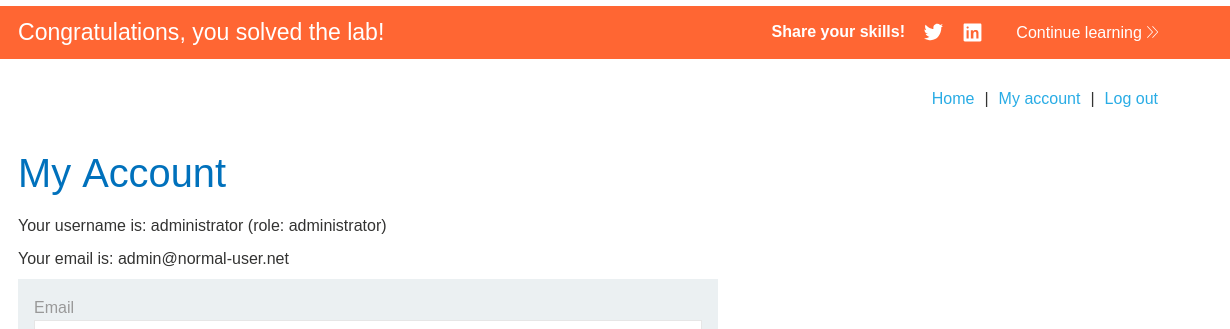 Congratulations, you solved the lab!
Share your skills!
Continue learning
Home | My account | Log out
My Account
Your username is: administrator (role: administrator)
Your email is: admin@normal-user.net
Email